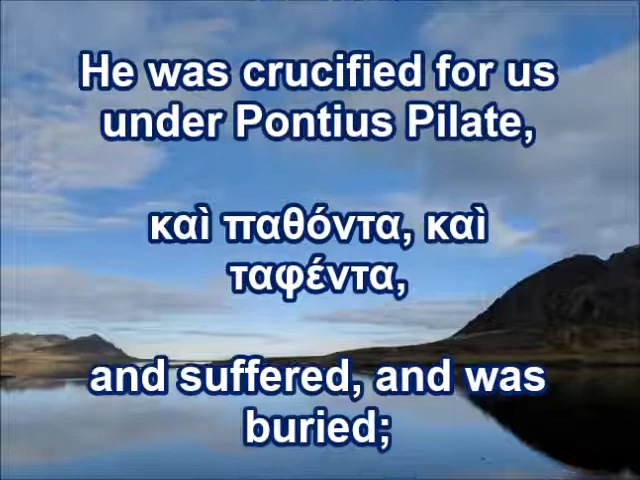 He was crucified for us
under Pontius Pilate,
καὶ παθόντα, καὶ
ταφέντα,
and suffered, and was
buried;